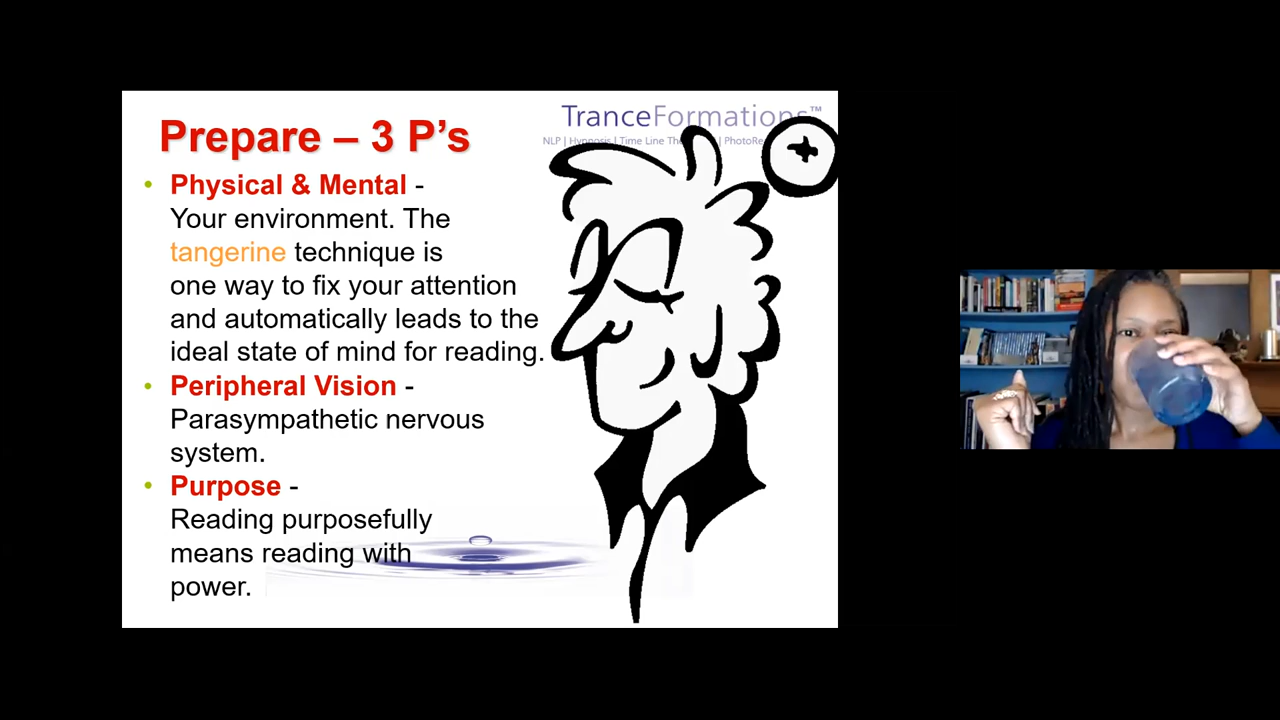 TranceFormations™
Prepare – 3 P's
NLP | Hypnosis | Time Line The | PhotoRe
• Physical & Mental -
Your environment. The
tangerine technique is
one way to fix your attention
and automatically leads to the
ideal state of mind for reading.
• Peripheral Vision -
Parasympathetic nervous
system.
• Purpose -
Reading purposefully
means reading with
power.